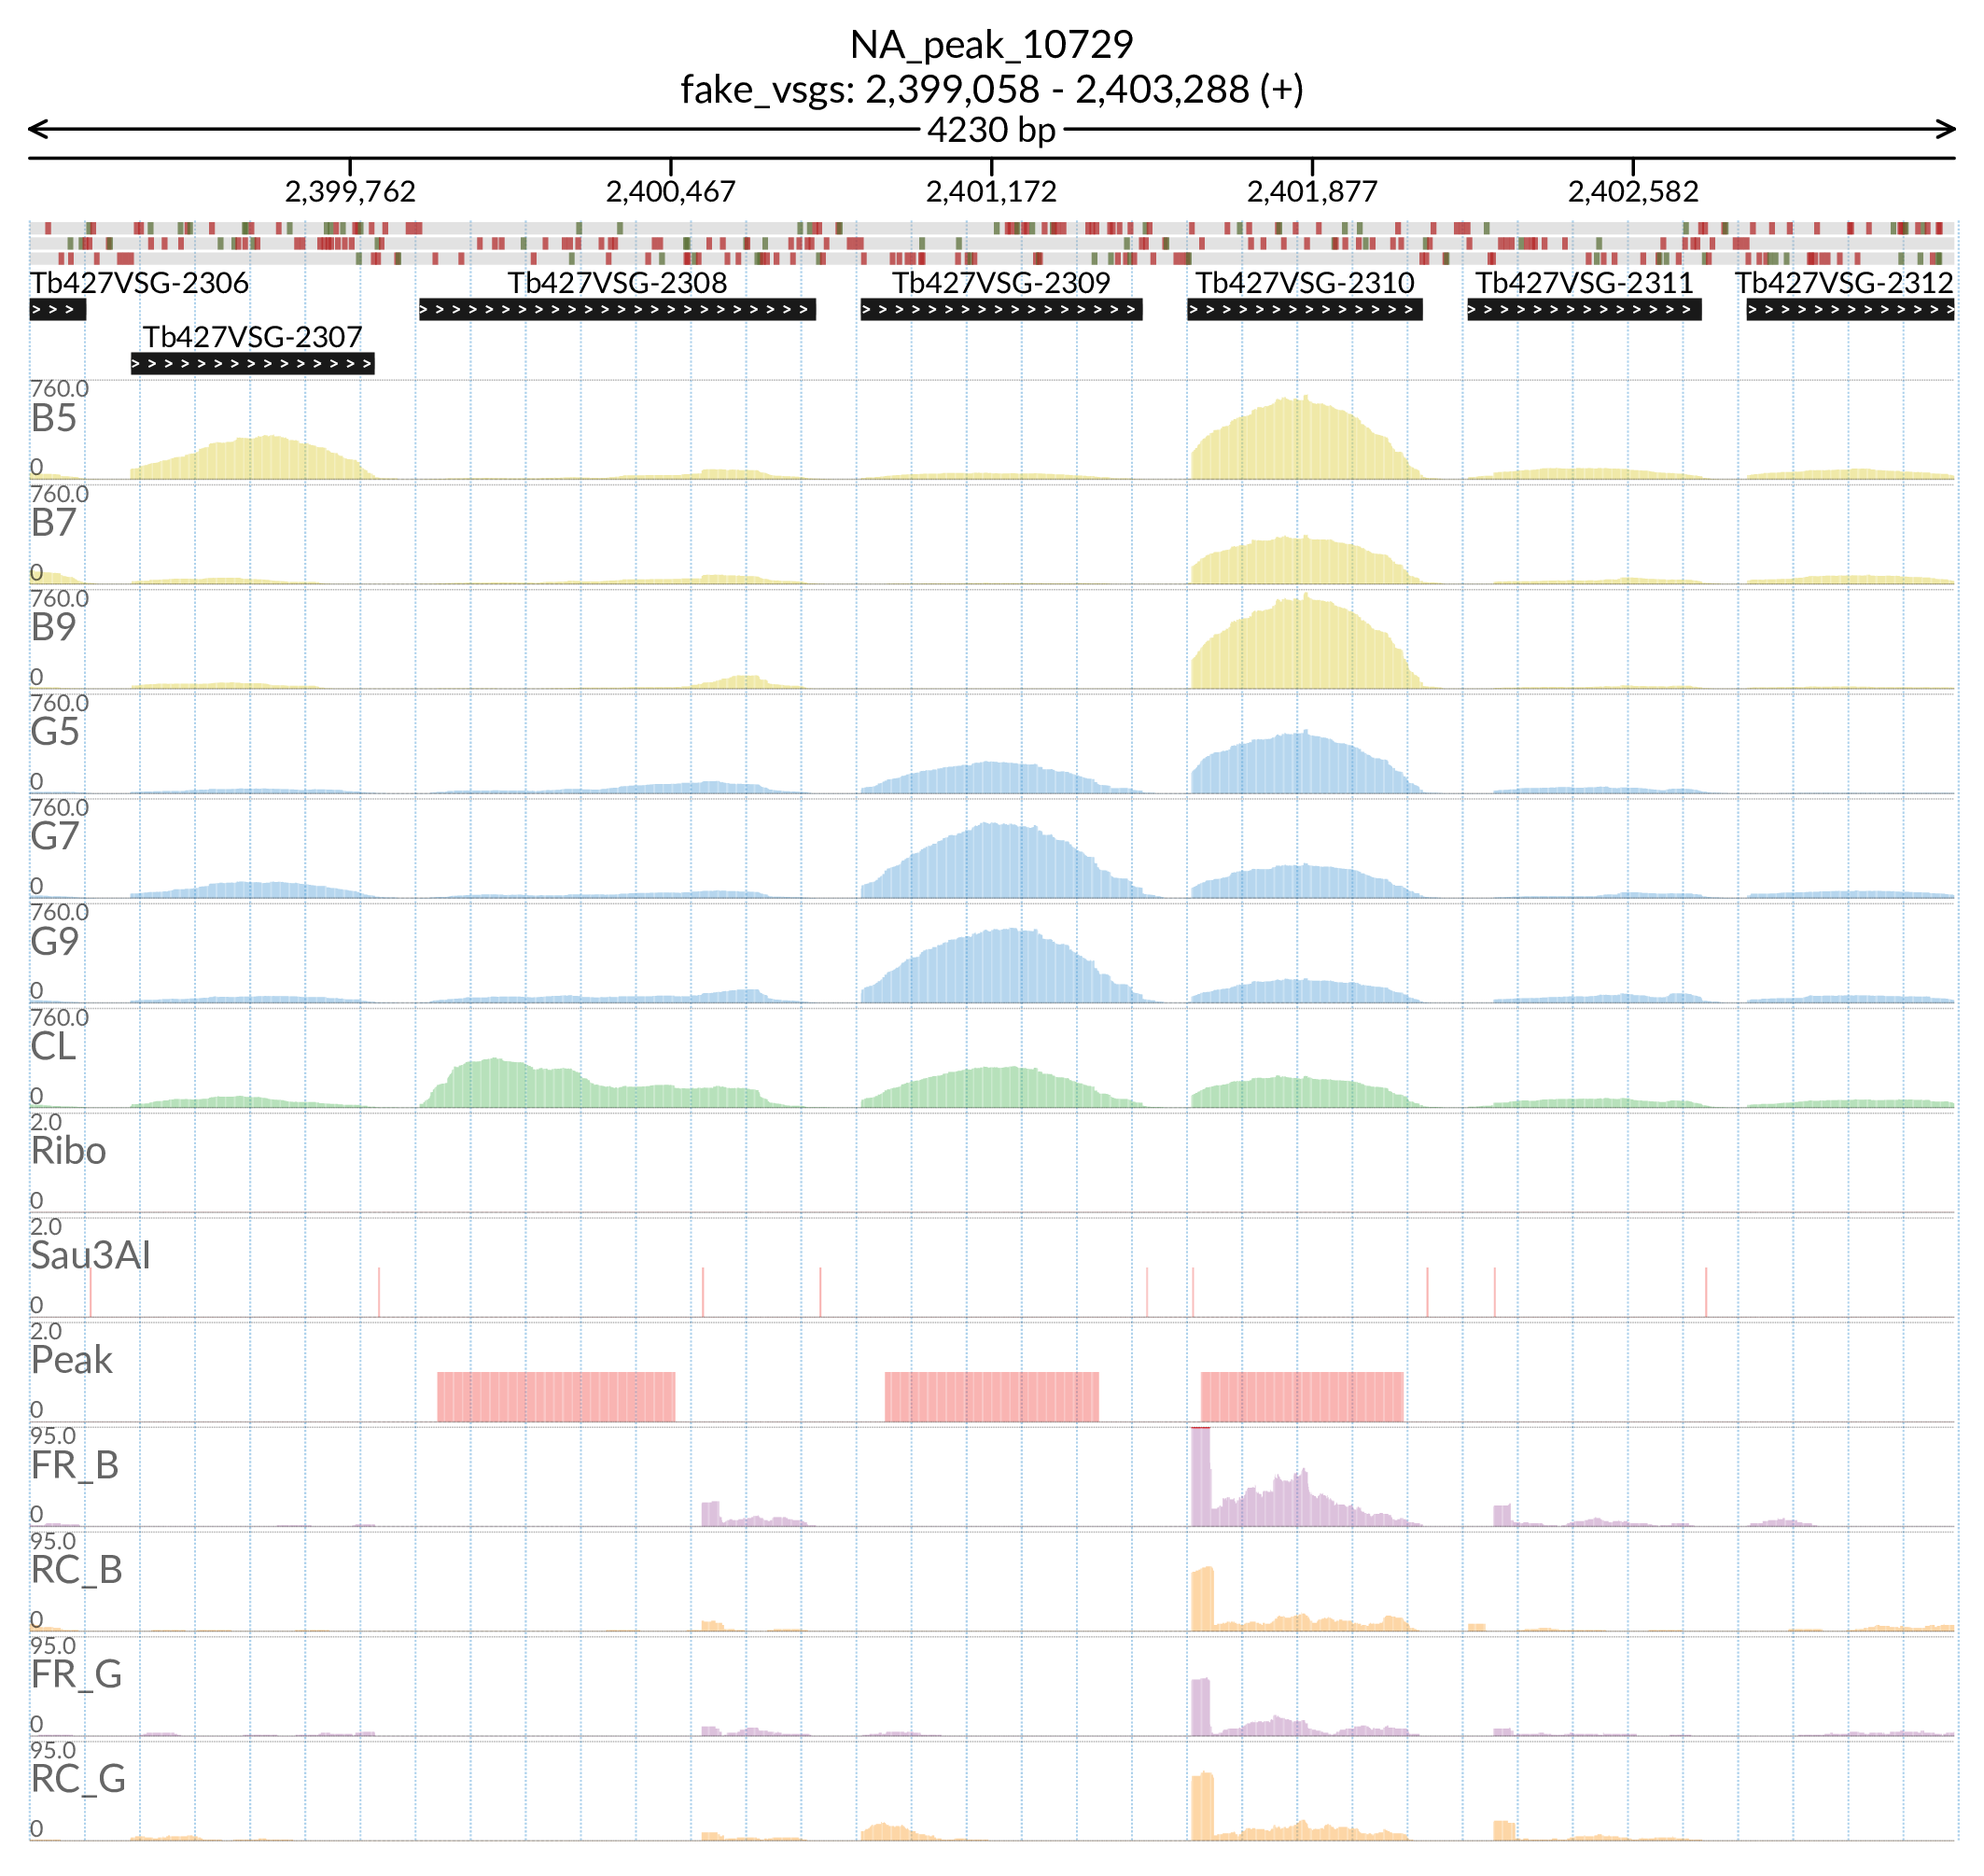 NA_peak_10729
fake_vsgs: 2,399,058 - 2,403,288 (+)
4230 bp
2,399,762 2,400,467 2,401,172 2,401,877 2,402,582
Tb427VSG-2306 Tb427VSG-2308 Tb427VSG-2309 Tb427VSG-2310 Tb427VSG-2311 Tb427VSG-2312
Tb427VSG-2307
760.0
B5
0
760.0
B7
0
760.0
B9
0
760.0
G5
0
760.0
G7
0
760.0
G9
0
760.0
CL
0
2.0
Ribo
0
2.0
Sau3AI
0
2.0
Peak
0
95.0
FR_B
0
95.0
RC_B
0
95.0
FR_G
0
95.0
RC_G
0